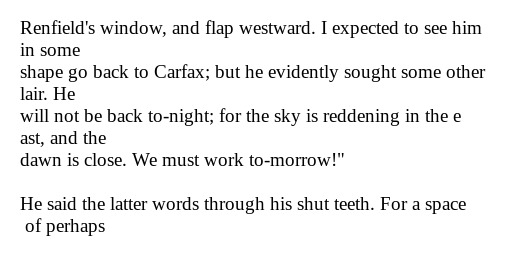 Renfield's window, and flap westward. I expected to see him
in some
shape go back to Carfax; but he evidently sought some other
lair. He
will not be back to-night; for the sky is reddening in the e
ast, and the
dawn is close. We must work to-morrow!"

He said the latter words through his shut teeth. For a space
of perhaps